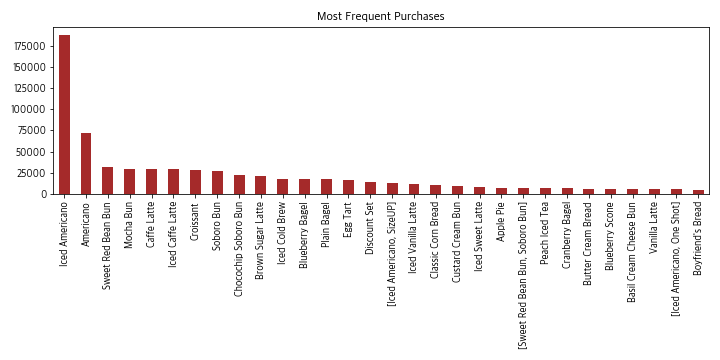 Most Frequent Purchases
175000
150000
125000
100000
75000
50000
25000
0
Iced Americano
Americano
Sweet Red Bean Bun
Mocha Bun
Caffe Latte
Iced Caffe Latte
Croissant
Soboro Bun
Chocochip Soboro Bun
Brown Sugar Latte
Iced Cold Brew
Blueberry Bagel
Plain Bagel
Egg Tart
Discount Set
[Iced Americano, SizeUP]
Iced Vanilla Latte
Classic Corn Bread
Custard Cream Bun
Iced Sweet Latte
Apple Pie
[Sweet Red Bean Bun, Soboro Bun]
Peach Iced Tea
Cranberry Bagel
Butter Cream Bread
Blueberry Scone
Basil Cream Cheese Bun
Vanilla Latte
[Iced Americano, One Shot]
Boyfriend's Bread